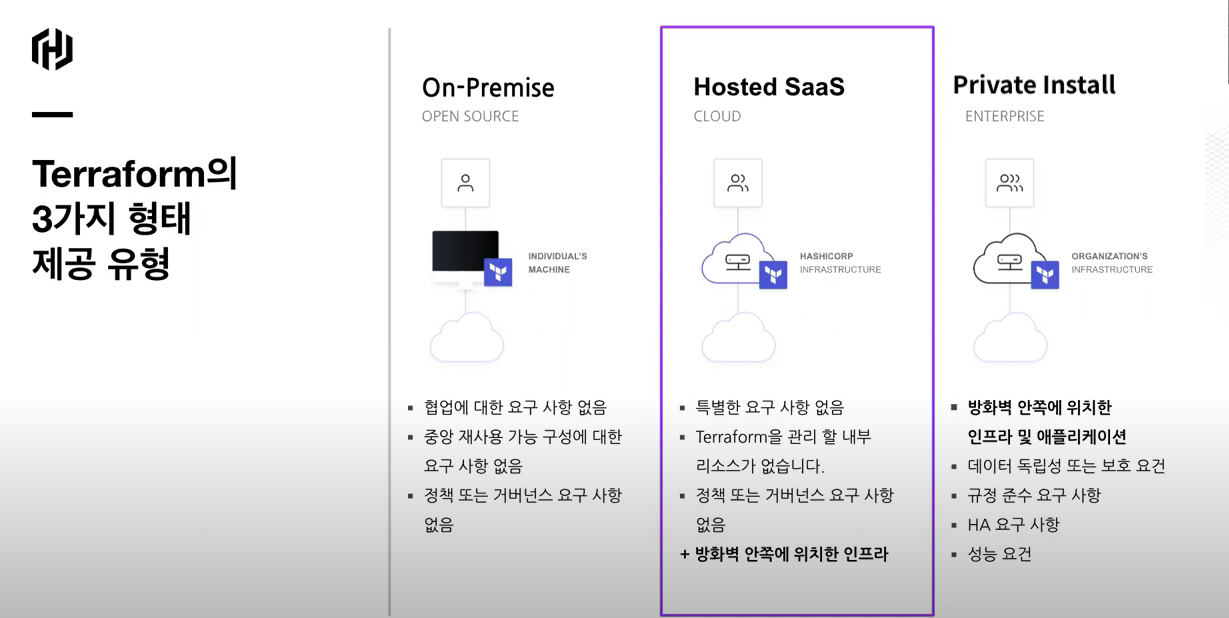 Terraform의
3가지 형태
제공 유형
On-Premise
OPEN SOURCE
INDIVIDUAL'S
MACHINE
▪ 협업에 대한 요구 사항 없음
▪ 중앙 재사용 가능 구성에 대한
요구 사항 없음
▪ 정책 또는 거버넌스 요구 사항
없음
Hosted SaaS
CLOUD
HASHICORP
INFRASTRUCTURE
▪ 특별한 요구 사항 없음
▪ Terraform을 관리 할 내부
리소스가 없습니다.
▪ 정책 또는 거버넌스 요구 사항
없음
+ 방화벽 안쪽에 위치한 인프라
Private Install
ENTERPRISE
ORGANIZATION'S
INFRASTRUCTURE
▪ 방화벽 안쪽에 위치한
인프라 및 애플리케이션
▪ 데이터 독립성 또는 보호 요건
▪ 규정 준수 요구 사항
▪ HA 요구 사항
▪ 성능 요건